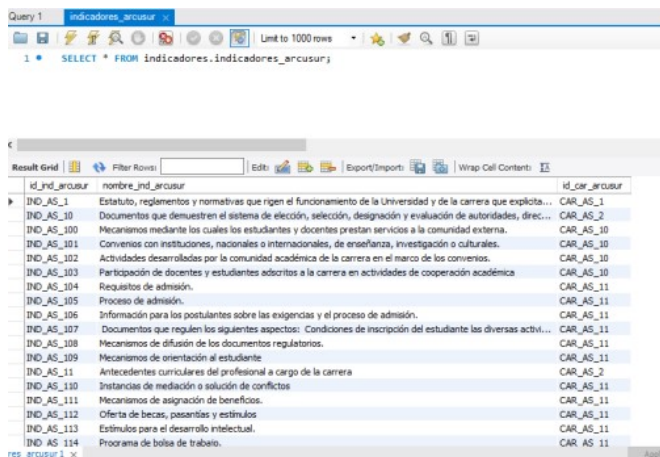 Query 1 indicadores_arcusur
Limit to 1000 rows
1 SELECT * FROM indicadores.indicadores_arcusur;
Result Grid Filter Rows: Edit: Export/Import: Wrap Cell Content:
id_ind_arcusur nombre_ind_arcusur id_car_arcusur
IND_AS_1 Estatuto, reglamentos y normativas que rigen el funcionamiento de la Universidad y de la carrera que explicita... CAR_AS_1
IND_AS_10 Documentos que demuestren el sistema de elección, selección, designación y evaluación de autoridades, direc... CAR_AS_2
IND_AS_100 Mecanismos mediante los cuales los estudiantes y docentes prestan servicios a la comunidad externa. CAR_AS_10
IND_AS_101 Convenios con instituciones, nacionales o internacionales, de enseñanza, investigación o culturales. CAR_AS_10
IND_AS_102 Actividades desarrolladas por la comunidad académica de la carrera en el marco de los convenios. CAR_AS_10
IND_AS_103 Participación de docentes y estudiantes adscritos a la carrera en actividades de cooperación académica CAR_AS_10
IND_AS_104 Requisitos de admisión. CAR_AS_11
IND_AS_105 Proceso de admisión. CAR_AS_11
IND_AS_106 Información para los postulantes sobre las exigencias y el proceso de admisión. CAR_AS_11
IND_AS_107 Documentos que regulen los siguientes aspectos: Condiciones de inscripción del estudiante las diversas activi... CAR_AS_11
IND_AS_108 Mecanismos de difusión de los documentos regulatorios. CAR_AS_11
IND_AS_109 Mecanismos de orientación al estudiante CAR_AS_11
IND_AS_11 Antecedentes curriculares del profesional a cargo de la carrera CAR_AS_2
IND_AS_110 Instancias de mediación o solución de conflictos CAR_AS_11
IND_AS_111 Mecanismos de asignación de beneficios. CAR_AS_11
IND_AS_112 Oferta de becas, pasantías y estímulos CAR_AS_11
IND_AS_113 Estímulos para el desarrollo intelectual. CAR_AS_11
IND_AS_114 Programa de bolsa de trabajo. CAR_AS_11
res_arcusur 1